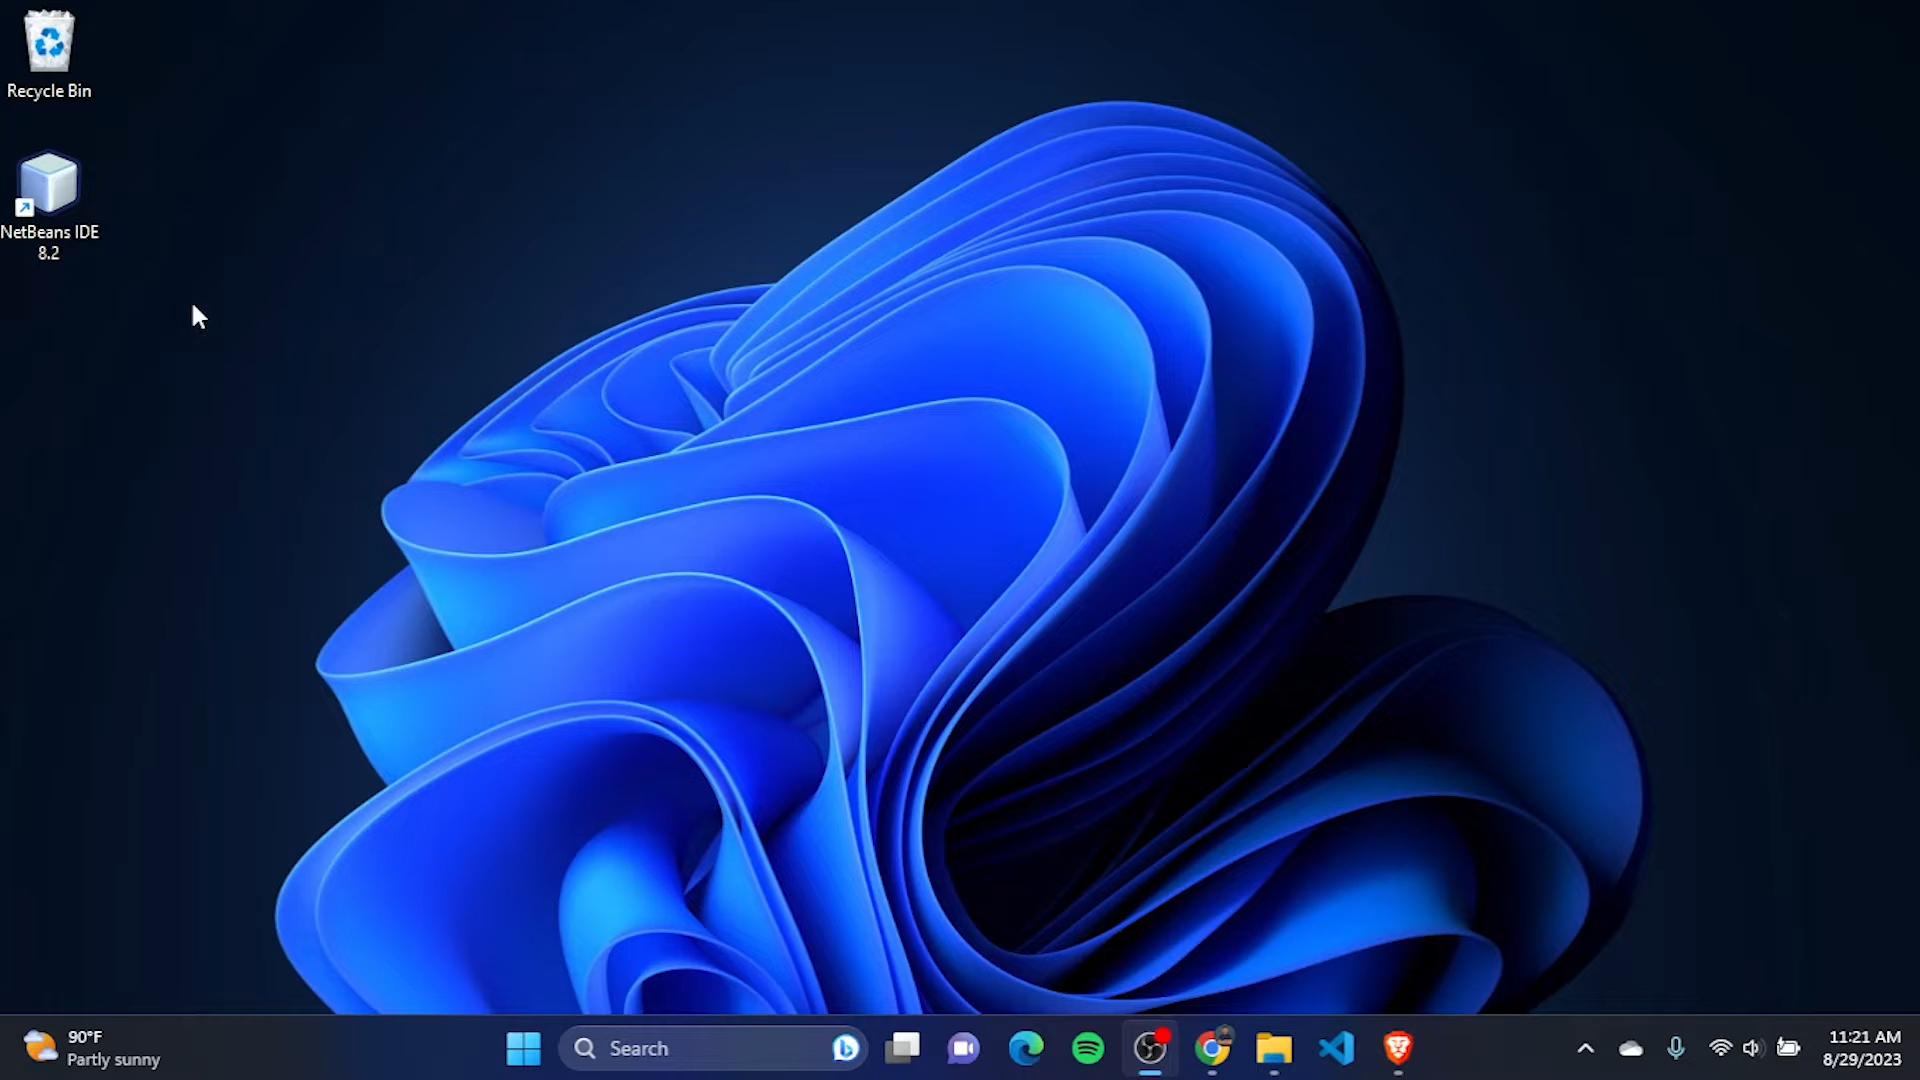 Recycle Bin
NetBeans IDE
8.2
90°F
Partly sunny
Search
11:21 AM
8/29/2023